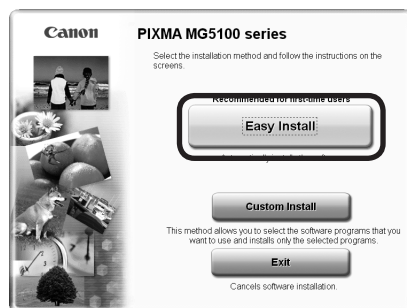 Canon
PIXMA MG5100 series
Select the installation method and follow the instructions on the
screens.
Recommended for first-time users
Easy Install
Custom Install
This method allows you to select the software programs that you
want to use and installs only the selected programs.
Exit
Cancels software installation.